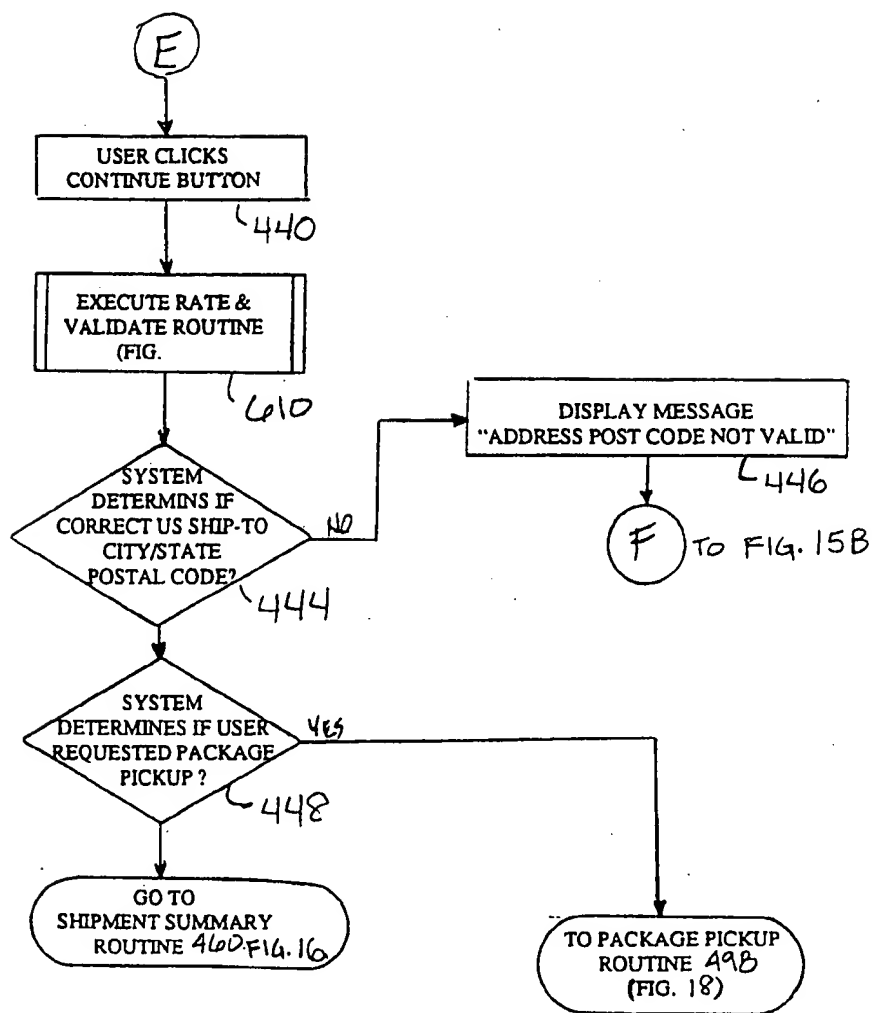 E
USER CLICKS
CONTINUE BUTTON
440
EXECUTE RATE &
VALIDATE ROUTINE
(FIG.
610
SYSTEM
DETERMINS IF
CORRECT US SHIP-TO
CITY/STATE
POSTAL CODE?
NO
444
DISPLAY MESSAGE
"ADDRESS POST CODE NOT VALID"
446
F TO FIG. 15B
SYSTEM
DETERMINES IF USER
REQUESTED PACKAGE
PICKUP ?
YES
448
GO TO
SHIPMENT SUMMARY
ROUTINE 460 FIG. 16
TO PACKAGE PICKUP
ROUTINE 498
(FIG. 18)